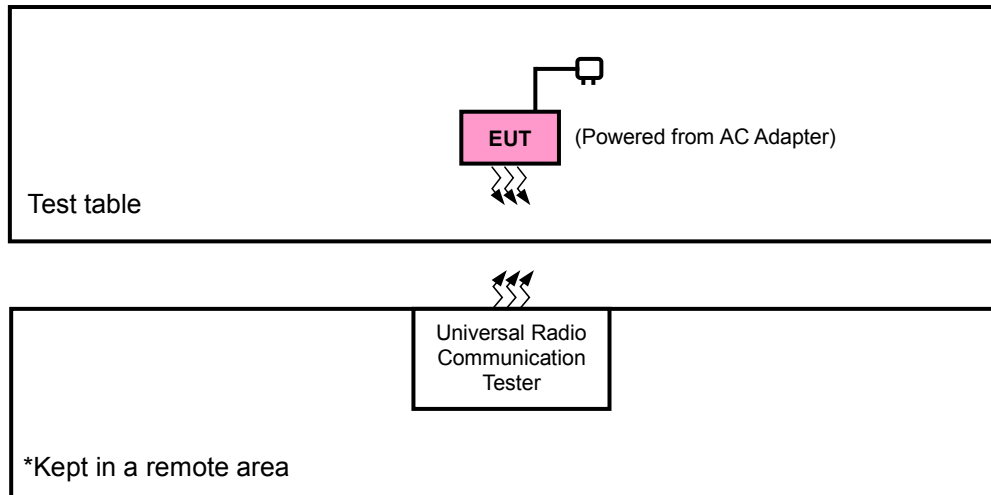 EUT
(Powered from AC Adapter)
Test table
Universal Radio
Communication
Tester
*Kept in a remote area